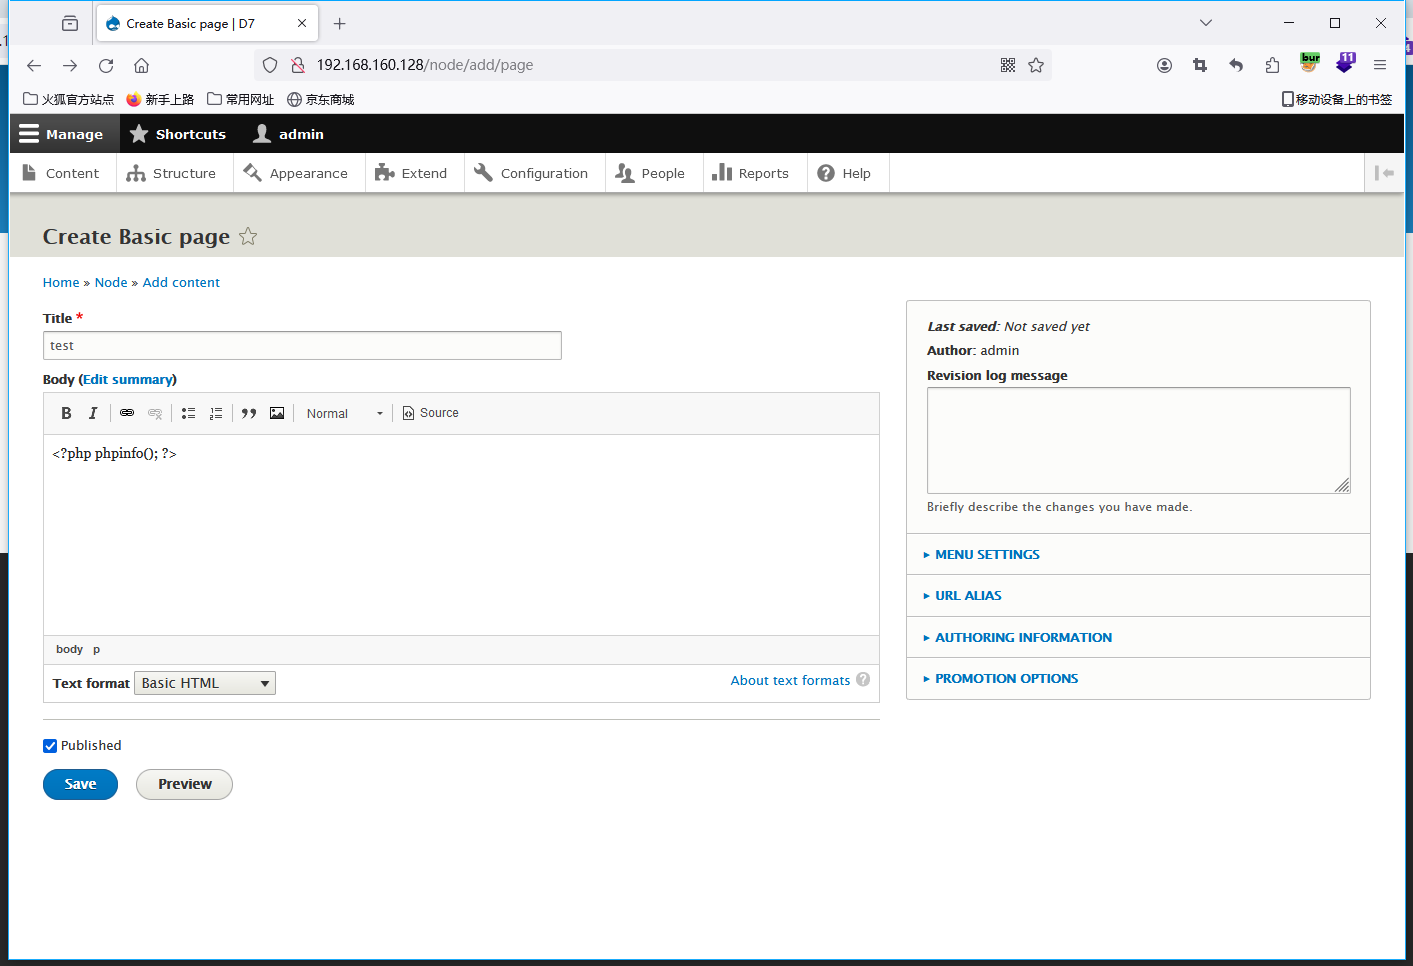 Create Basic page | D7
192.168.160.128/node/add/page
bur
11
火狐官方站点 新手上路 常用网址 京东商城 移动设备上的书签
Manage Shortcuts admin
Content Structure Appearance Extend Configuration People Reports Help
Create Basic page
Home » Node » Add content
Title *
test
Body (Edit summary)
B I Normal Source
<?php phpinfo(); ?>
body p
Text format Basic HTML About text formats ?
Published
Save Preview
Last saved: Not saved yet
Author: admin
Revision log message
Briefly describe the changes you have made.
MENU SETTINGS
URL ALIAS
AUTHORING INFORMATION
PROMOTION OPTIONS